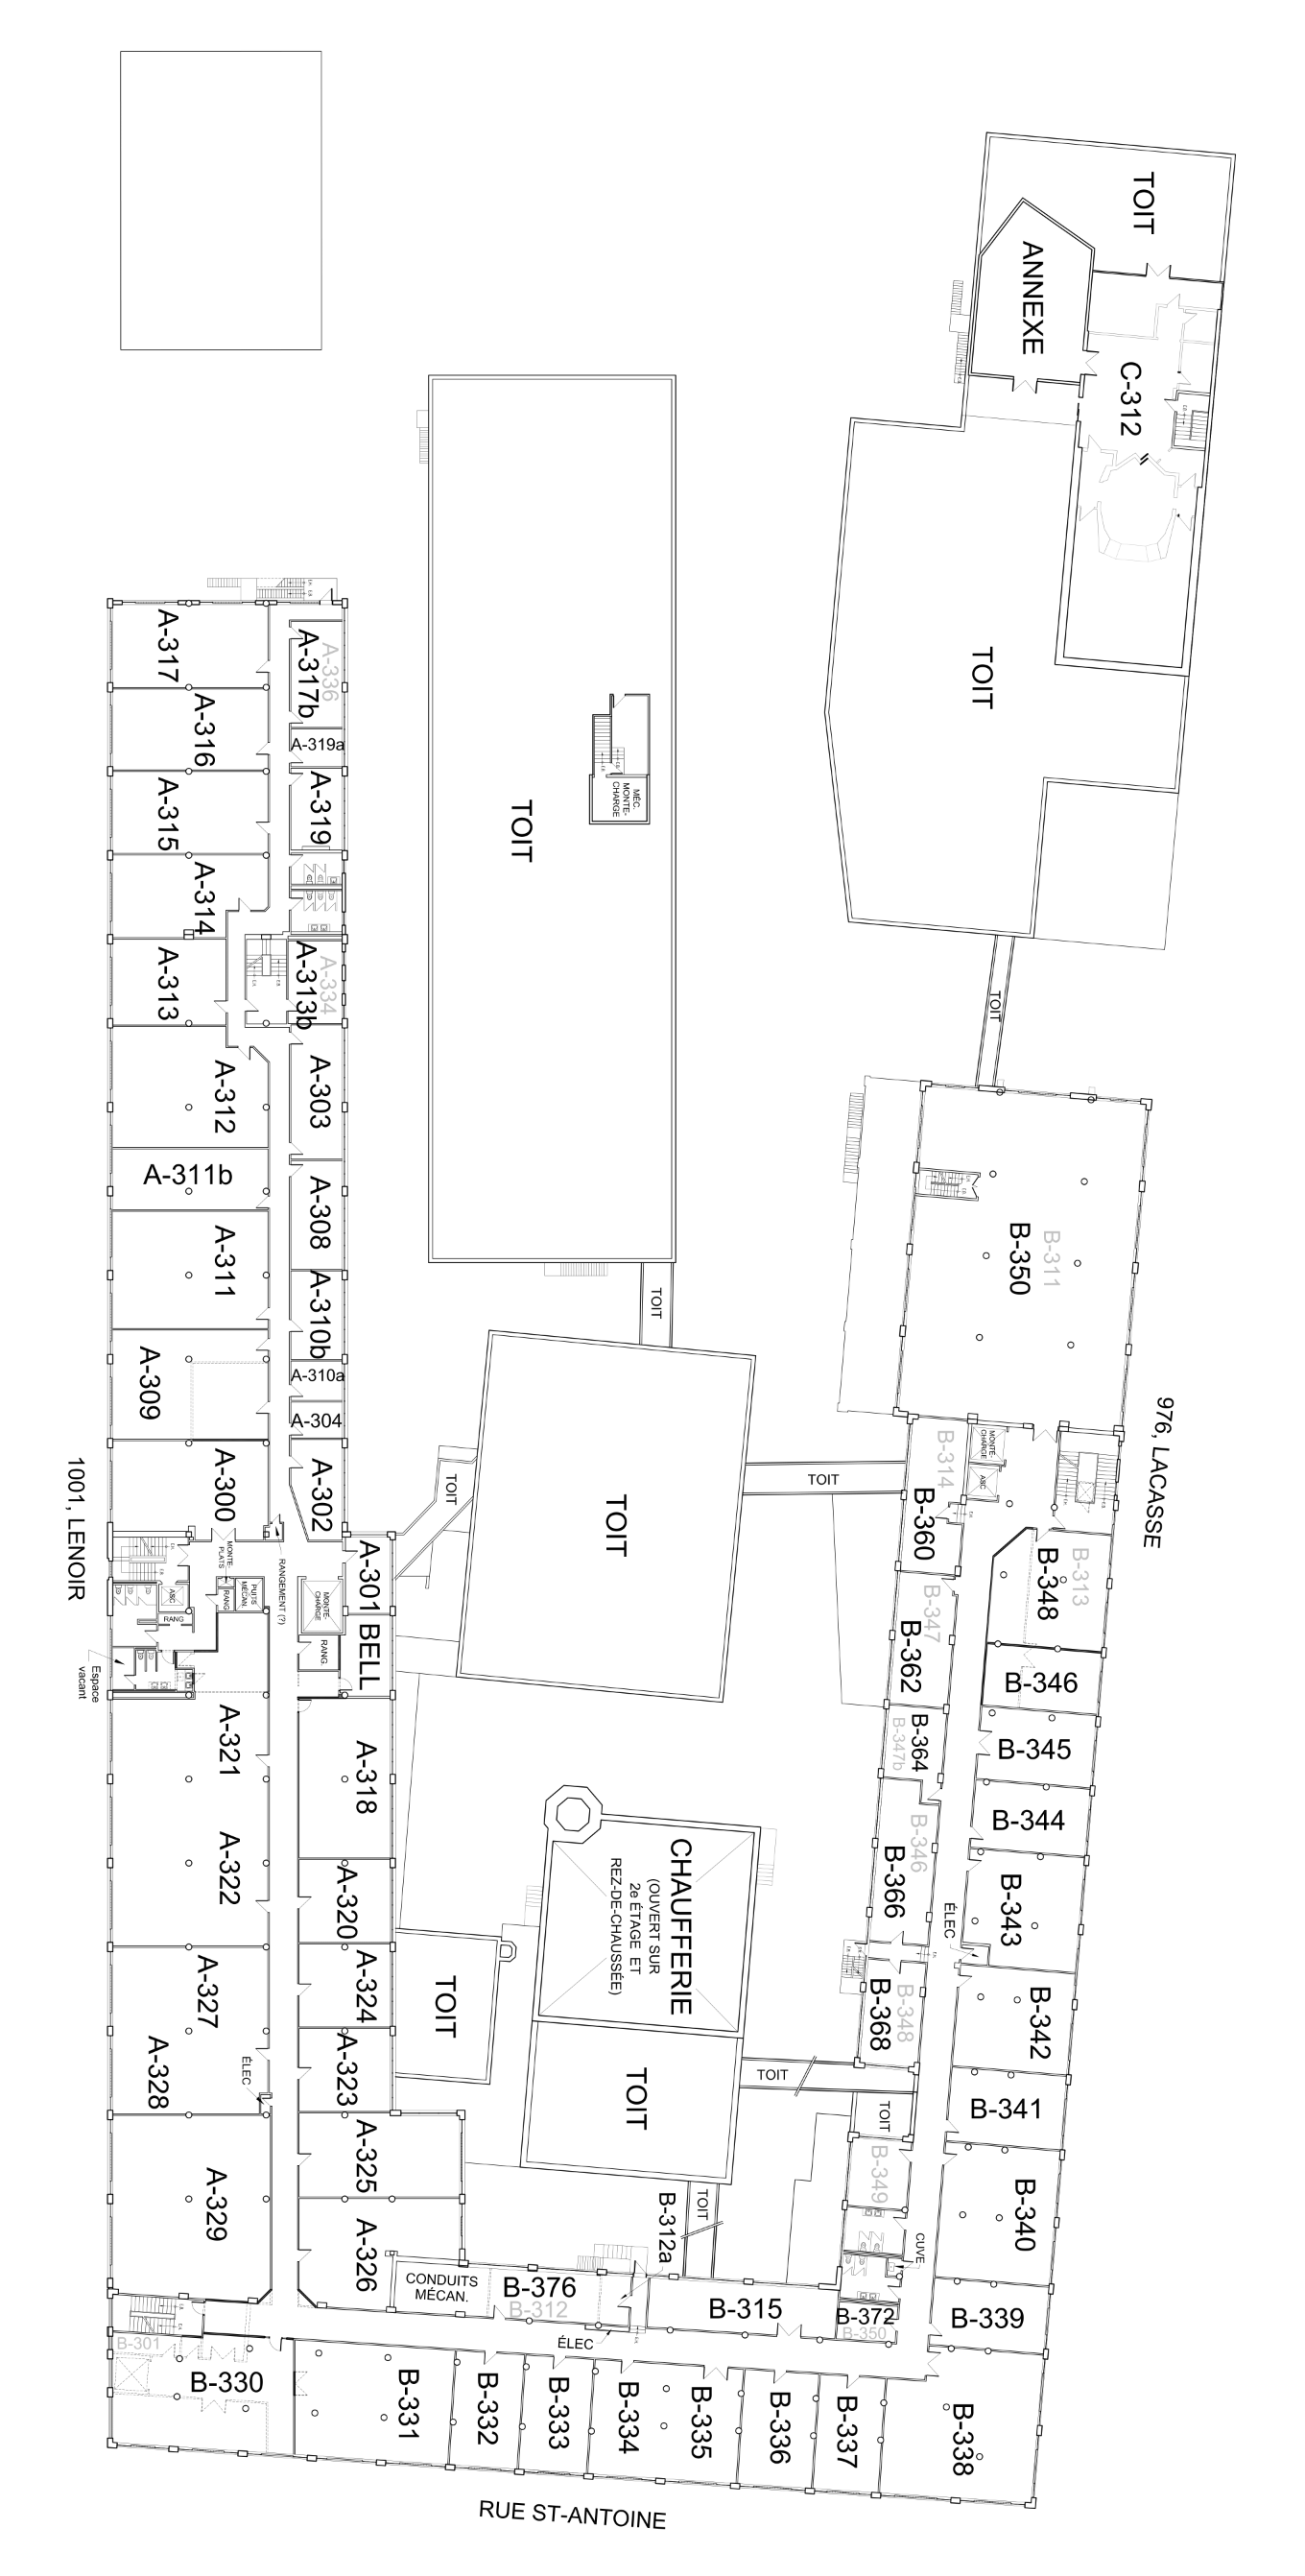 TOIT
ANNEXE
C-312
TOIT
TOIT
MÉC.
MONTE-
CHARGE
TOIT
TOIT
TOIT
TOIT
TOIT
TOIT
A-317
A-336
A-317b
A-316
A-319a
A-315
A-319
A-314
A-313
A-334
A-313b
A-312
A-303
A-311b
A-308
A-311
A-310b
A-309
A-310a
A-304
A-300
A-302
1001, LENOIR
MONTE-
PLATS
RANGEMENT (?)
A-301
ASC
RANG
PUITS
MÉCAN.
MONTE-
CHARGE
RANG
RANG.
BELL
Espace
vacant
A-321
A-318
A-322
A-320
A-327
A-324
A-328
ÉLEC
A-323
A-329
A-325
A-326
CHAUFFERIE
(OUVERT SUR
2e ÉTAGE ET
REZ-DE-CHAUSSÉE)
TOIT
TOIT
TOIT
TOIT
TOIT
B-311
B-350
976, LACASSE
B-314
MONTE-
CHARGE
ASC
B-360
B-313
B-348
B-347
B-362
B-346
B-364
B-347b
B-345
B-344
B-346
B-366
B-343
ÉLEC
B-348
B-368
B-342
B-341
B-349
B-340
CUVE
B-339
B-372
B-350
B-338
B-312a
CONDUITS
MÉCAN.
B-376
B-312
B-315
ÉLEC
B-301
B-330
B-331
B-332
B-333
B-334
B-335
B-336
B-337
RUE ST-ANTOINE